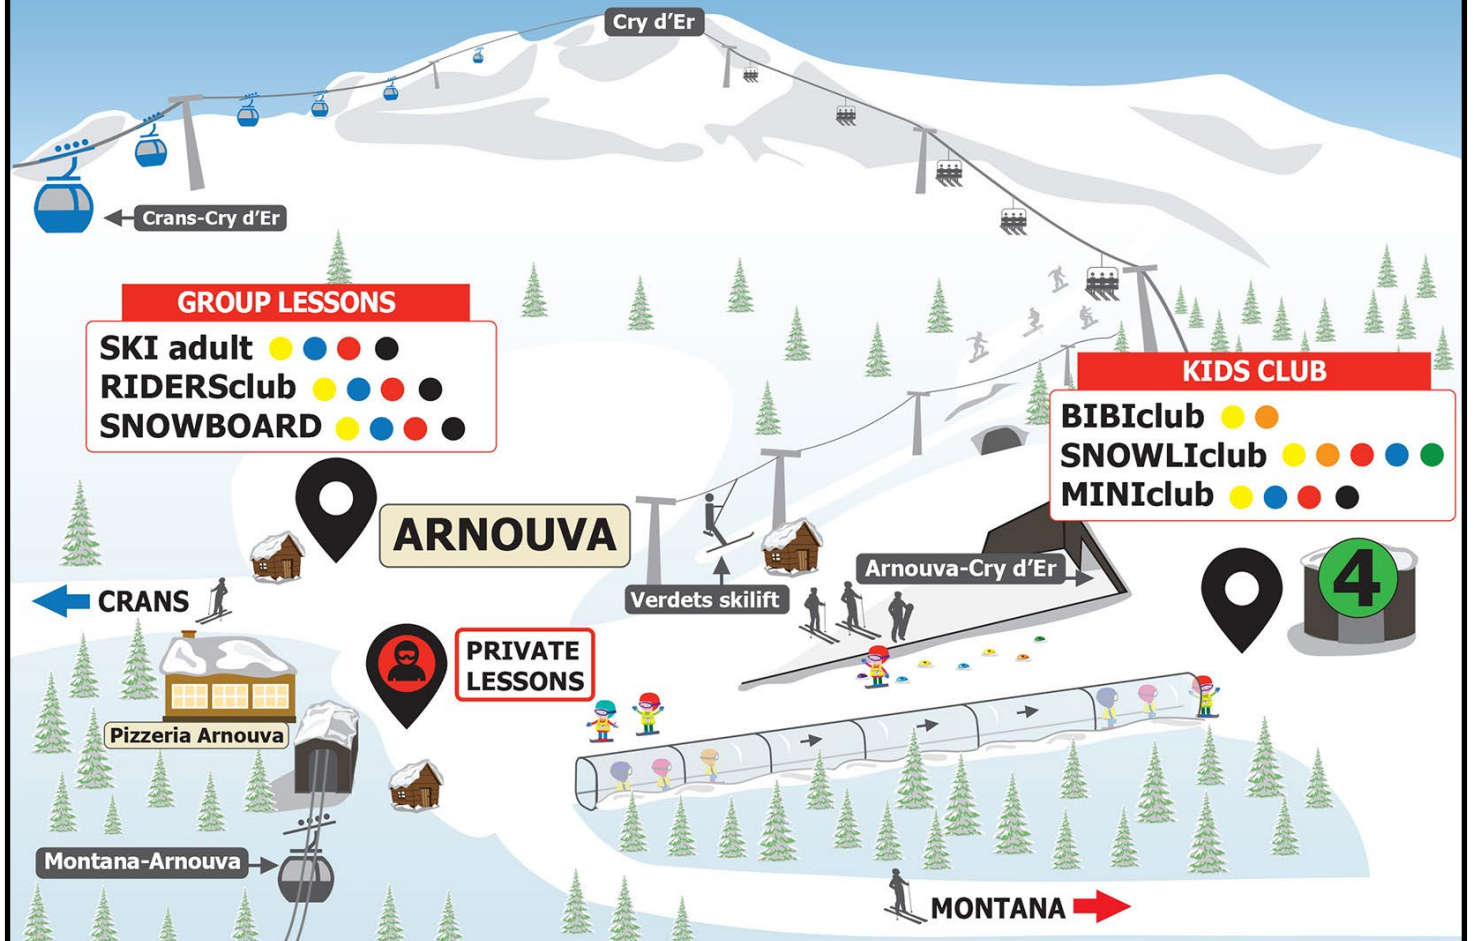 Cry d'Er
Crans-Cry d'Er
GROUP LESSONS
SKI adult
RIDERSclub
SNOWBOARD
KIDS CLUB
BIBIclub
SNOWLIclub
MINIclub
ARNOUVA
Arnouva-Cry d'Er
4
CRANS
Verdets skilift
PRIVATE
LESSONS
Pizzeria Arnouva
Montana-Arnouva
MONTANA